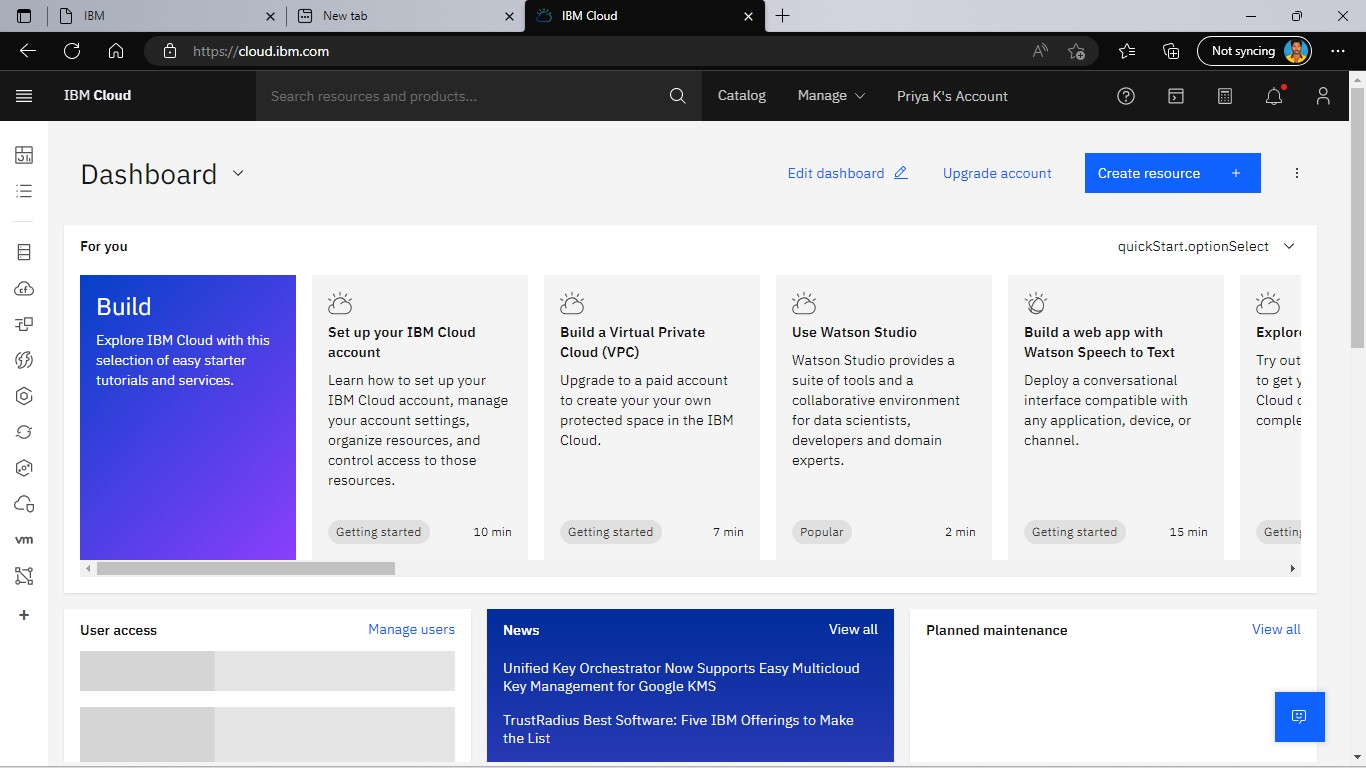 IBM
New tab
IBM Cloud
https://cloud.ibm.com
Not syncing
IBM Cloud
Search resources and products...
Catalog
Manage
Priya K's Account
Dashboard
Edit dashboard
Upgrade account
Create resource +
For you
quickStart.optionSelect
Build
Explore IBM Cloud with this
selection of easy starter
tutorials and services.
Set up your IBM Cloud
account
Learn how to set up your
IBM Cloud account, manage
your account settings,
organize resources, and
control access to those
resources.
Getting started 10 min
Build a Virtual Private
Cloud (VPC)
Upgrade to a paid account
to create your your own
protected space in the IBM
Cloud.
Getting started 7 min
Use Watson Studio
Watson Studio provides a
suite of tools and a
collaborative environment
for data scientists,
developers and domain
experts.
Popular 2 min
Build a web app with
Watson Speech to Text
Deploy a conversational
interface compatible with
any application, device, or
channel.
Getting started 15 min
Explore
Try out
to get y
Cloud c
comple
Getting
vm
User access
Manage users
News
View all
Unified Key Orchestrator Now Supports Easy Multicloud
Key Management for Google KMS
TrustRadius Best Software: Five IBM Offerings to Make
the List
Planned maintenance
View all